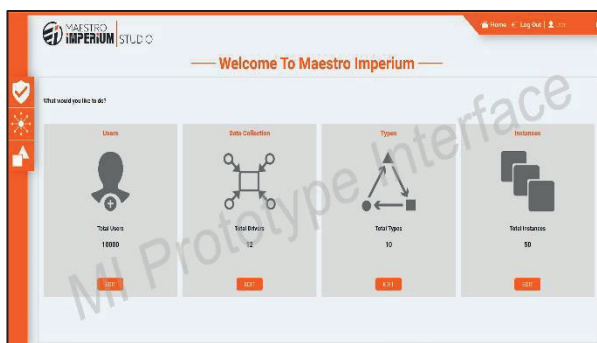 MAESTRO
IMPERIUM STUDIO
Home Log Out
Welcome To Maestro Imperium
What would you like to do?
Users Data Collection Types Instances
Total Users Total Drivers Total Types Total Instances
10000 12 10 50
EDIT EDIT EDIT EDIT
MI Prototype Interface